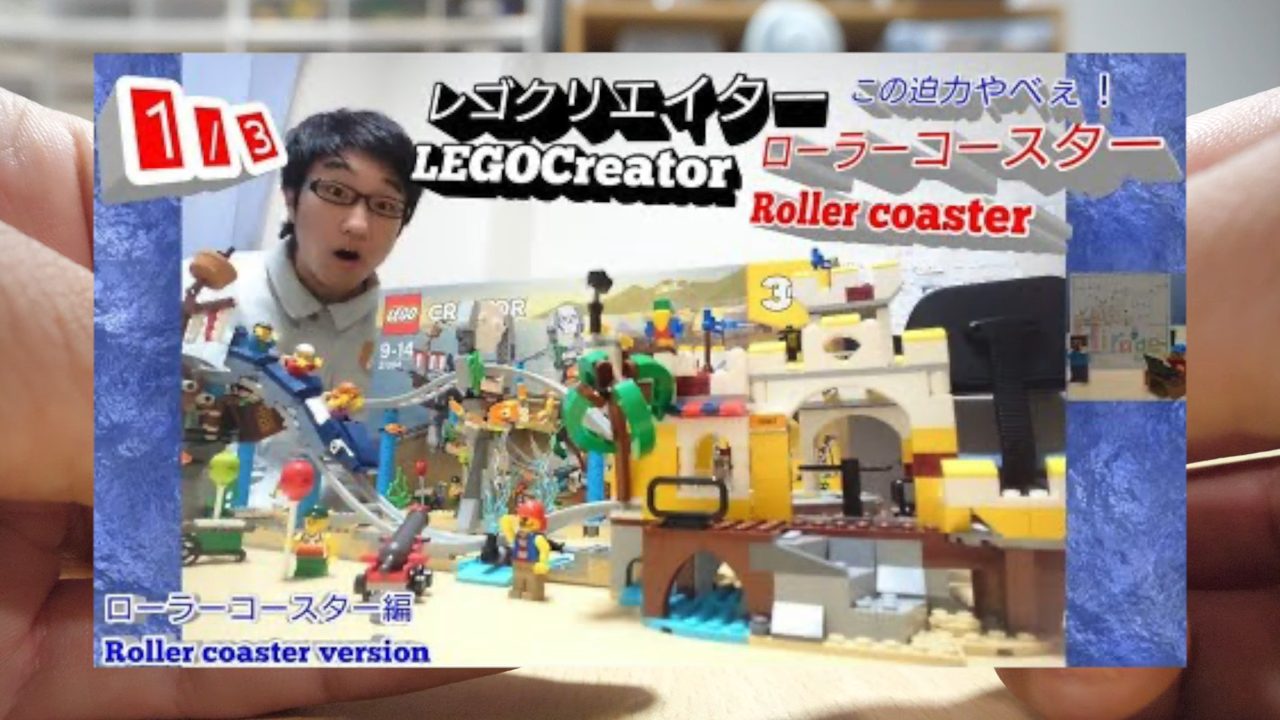 1/3
レゴクリエイター
LEGOCreator
この迫力やべぇ!
ローラーコースター
Roller coaster
LEGO
9-14
3
ローラーコースター編
Roller coaster version